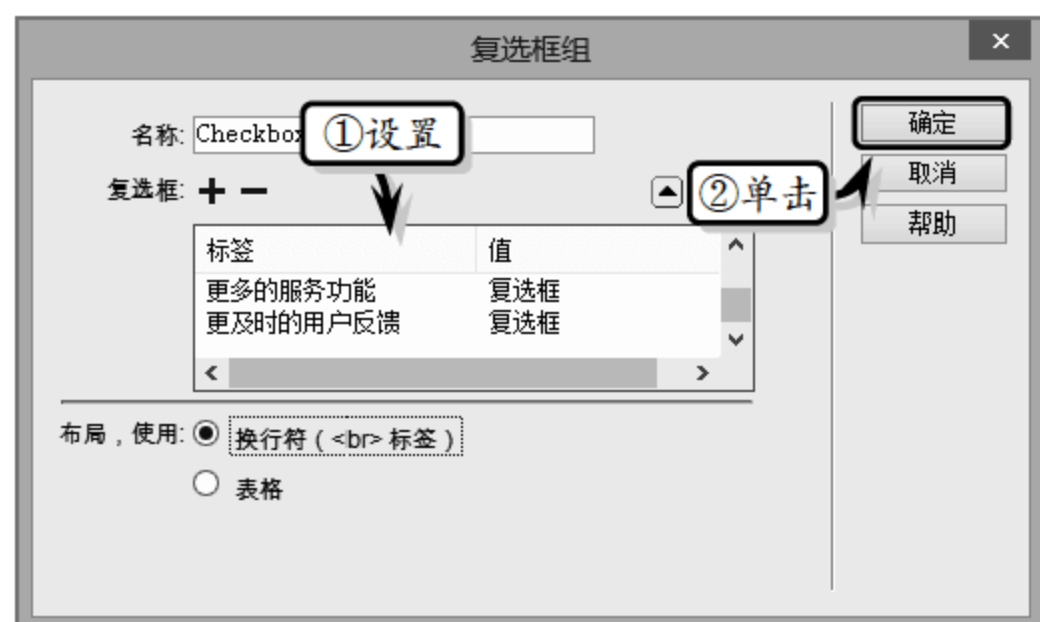 复选框组
×
名称: Checkbox
①设置
确定
复选框:
取消
②单击
帮助
标签 值
更多的服务功能 复选框
更及时的用户反馈 复选框
布局，使用: 换行符（<br> 标签）
表格